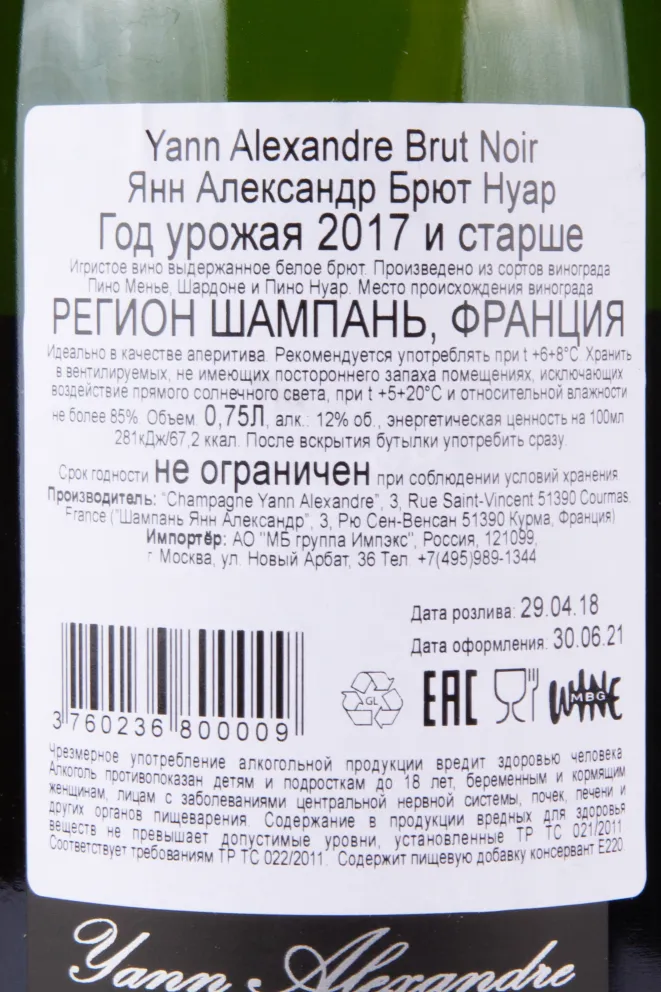 Yann Alexandre Brut Noir
Янн Александр Брют Нуар
Год урожая 2017 и старше
Игристое вино выдержанное белое брют. Произведено из сортов винограда
Пино Менье, Шардоне и Пино Нуар. Место происхождения винограда
РЕГИОН ШАМПАНЬ, ФРАНЦИЯ
Идеально в качестве аперитива. Рекомендуется употреблять при t +6+8°С. Хранить
в вентилируемых, не имеющих постороннего запаха помещениях, исключающих
воздействие прямого солнечного света, при t +5+20°С и относительной влажности
не более 85%. Объем. 0,75Л, алк.: 12% об., энергетическая ценность на 100мл
281кДж/67,2 ккал. После вскрытия бутылки употребить сразу.
Срок годности не ограничен при соблюдении условий хранения.
Производитель: "Champagne Yann Alexandre", 3, Rue Saint-Vincent 51390 Courmas,
France ("Шампань Янн Александр", 3, Рю Сен-Венсан 51390 Курма, Франция)
Импортёр: АО "МБ группа Импэкс", Россия, 121099,
г. Москва, ул. Новый Арбат, 36 Тел. +7(495)989-1344
Дата розлива: 29.04.18
Дата оформления: 30.06.21
3 760236 800009
GL
EAC
WINE
MBG
Чрезмерное употребление алкогольной продукции вредит здоровью человека
Алкоголь противопоказан детям и подросткам до 18 лет, беременным и кормящим
женщинам, лицам с заболеваниями центральной нервной системы, почек, печени и
других органов пищеварения. Содержание в продукции вредных для здоровья
веществ не превышает допустимые уровни, установленные ТР ТС 021/2011
Соответствует требованиям ТР ТС 022/2011. Содержит пищевую добавку консервант Е220
Yann Alexandre